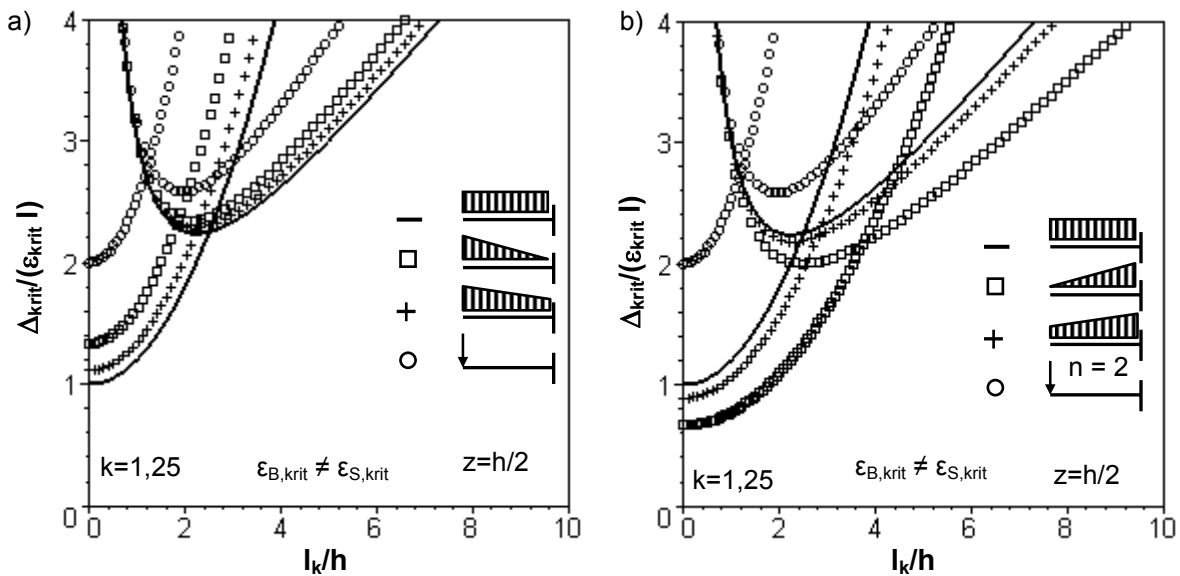 a)
4
3
2
1
0
0 2 4 6 8 10
Δkrit/(εkrit l)
lk/h
k=1,25
εB,krit ≠ εS,krit
z=h/2
b)
4
3
2
1
0
0 2 4 6 8 10
Δkrit/(εkrit l)
lk/h
n = 2
k=1,25
εB,krit ≠ εS,krit
z=h/2